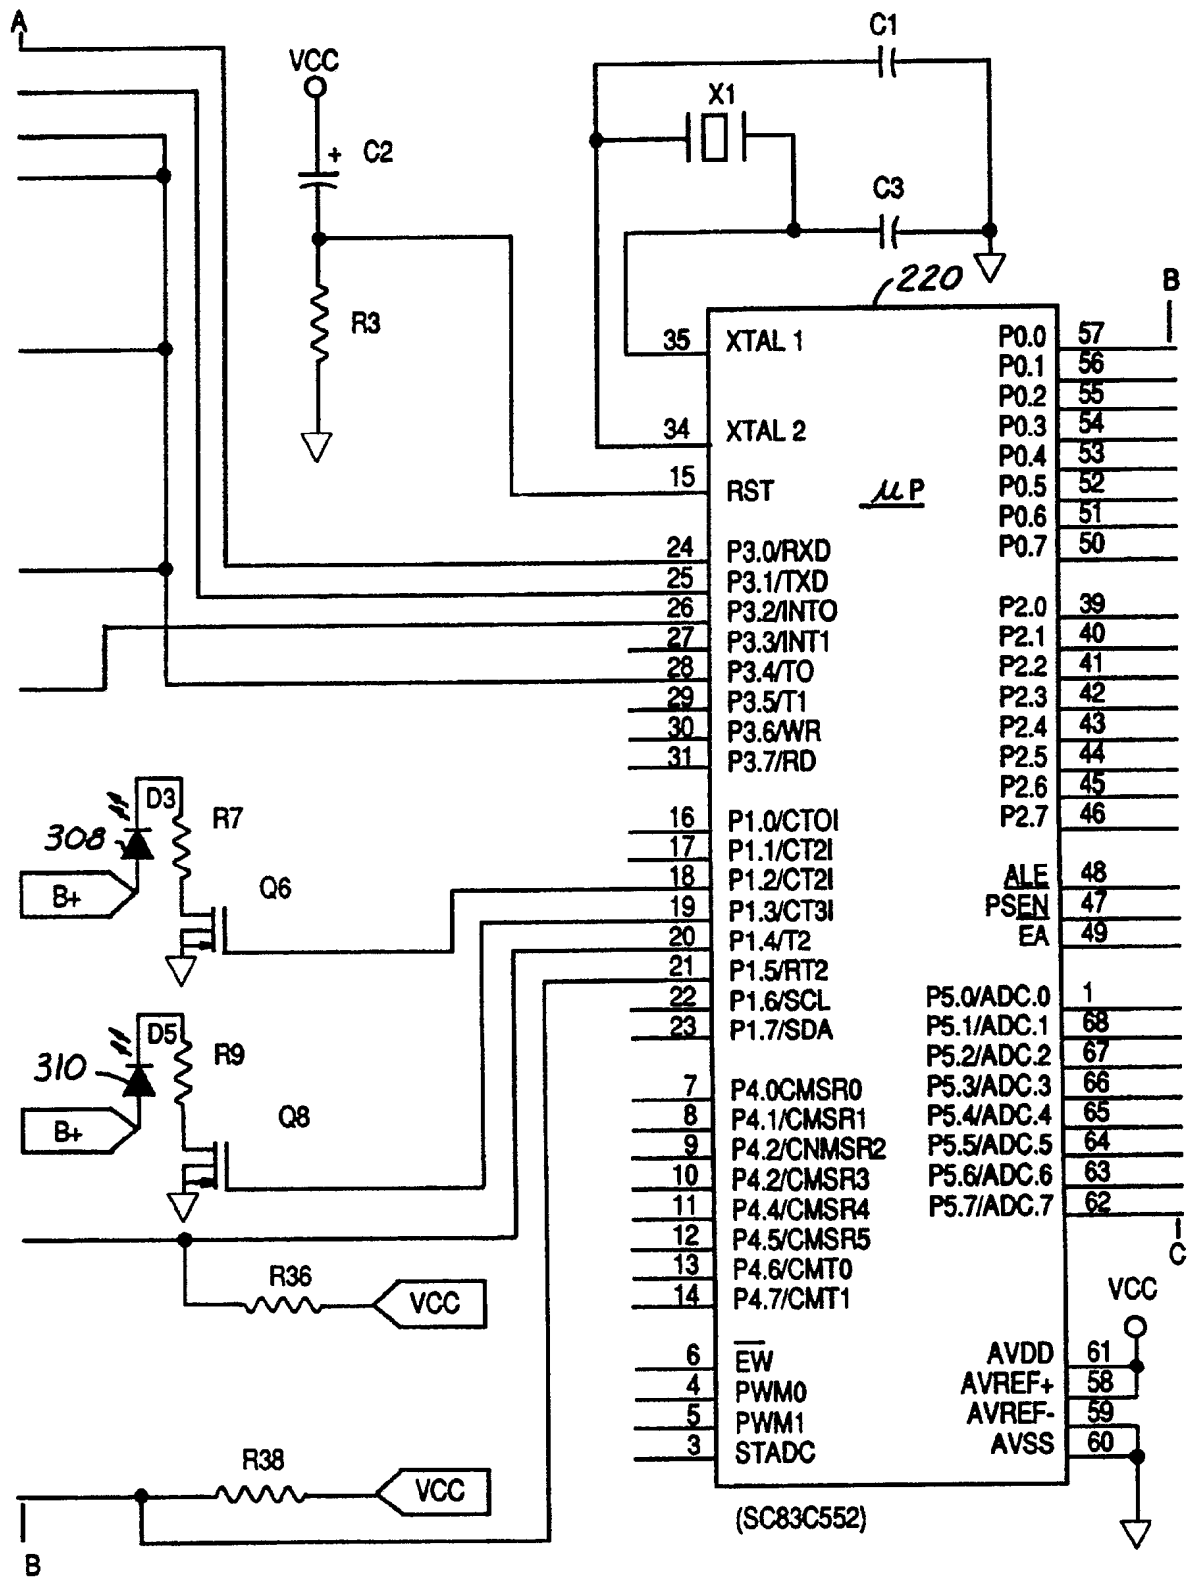 A
C1
VCC
X1
+
C2
C3
220
B
R3
35 XTAL 1 P0.0 57
P0.1 56
P0.2 55
34 XTAL 2 P0.3 54
P0.4 53
15 RST µP P0.5 52
P0.6 51
24 P3.0/RXD P0.7 50
25 P3.1/TXD
26 P3.2/INTO P2.0 39
27 P3.3/INT1 P2.1 40
28 P3.4/TO P2.2 41
29 P3.5/T1 P2.3 42
30 P3.6/WR P2.4 43
31 P3.7/RD P2.5 44
P2.6 45
16 P1.0/CTOI P2.7 46
17 P1.1/CT2I
18 P1.2/CT2I ALE 48
19 P1.3/CT3I PSEN 47
20 P1.4/T2 EA 49
21 P1.5/RT2
22 P1.6/SCL P5.0/ADC.0 1
23 P1.7/SDA P5.1/ADC.1 68
P5.2/ADC.2 67
7 P4.0CMSR0 P5.3/ADC.3 66
8 P4.1/CMSR1 P5.4/ADC.4 65
9 P4.2/CNMSR2 P5.5/ADC.5 64
10 P4.2/CMSR3 P5.6/ADC.6 63
11 P4.4/CMSR4 P5.7/ADC.7 62
12 P4.5/CMSR5
13 P4.6/CMT0
14 P4.7/CMT1
C
VCC
6 EW AVDD 61
4 PWM0 AVREF+ 58
5 PWM1 AVREF- 59
3 STADC AVSS 60
(SC83C552)
D3
R7
308
B+
Q6
D5
R9
310
B+
Q8
R36
VCC
R38
VCC
B